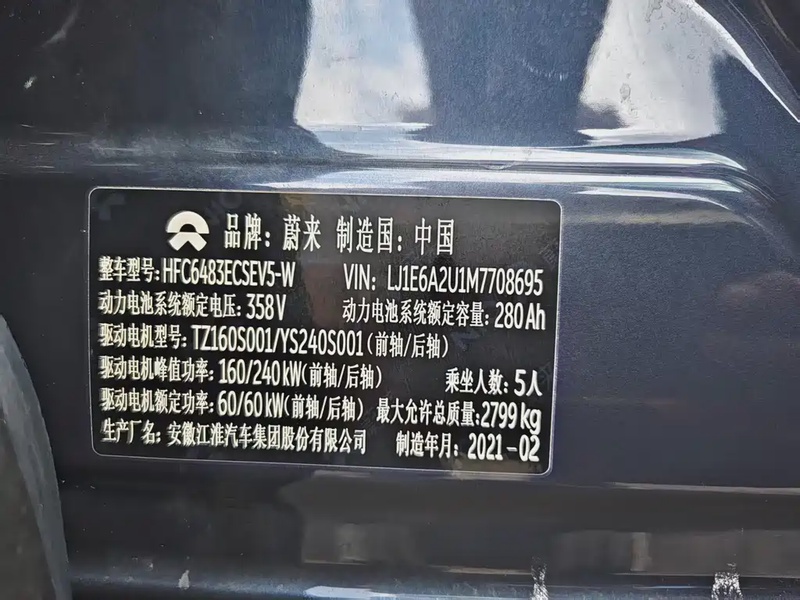 品牌：蔚来 制造国：中国
整车型号：HFC6483ECSEV5-W VIN：LJ1E6A2U1M7708695
动力电池系统额定电压：358V 动力电池系统额定容量：280Ah
驱动电机型号：TZ160S001/YS240S001（前轴/后轴）
驱动电机峰值功率：160/240kW（前轴/后轴） 乘坐人数：5人
驱动电机额定功率：60/60kW（前轴/后轴） 最大允许总质量：2799kg
生产厂名：安徽江淮汽车集团股份有限公司 制造年月：2021-02